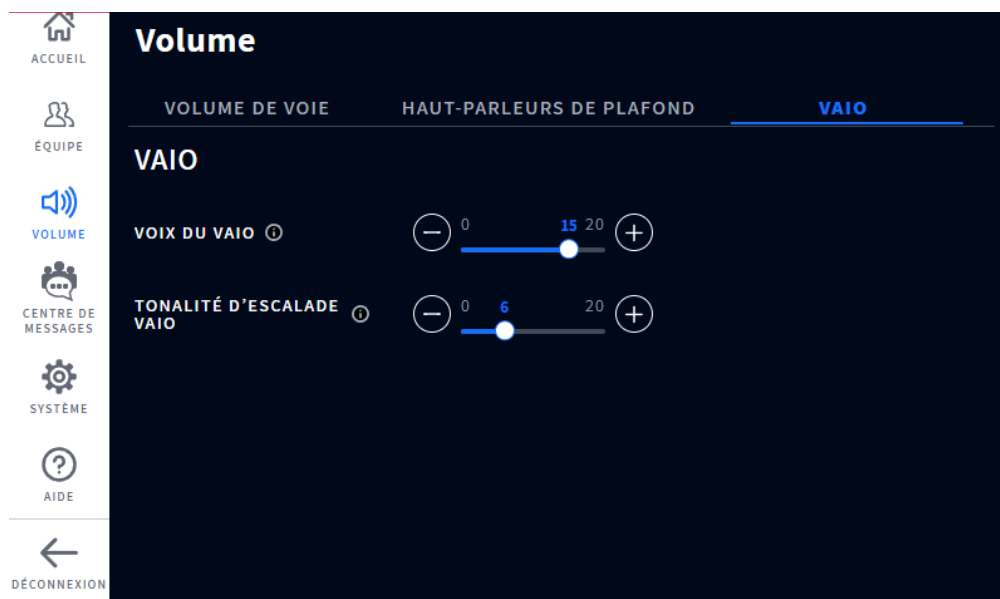 ACCUEIL
ÉQUIPE
VOLUME
CENTRE DE
MESSAGES
SYSTÈME
AIDE
DÉCONNEXION
Volume
VOLUME DE VOIE HAUT-PARLEURS DE PLAFOND VAIO
VAIO
VOIX DU VAIO 0 15 20
TONALITÉ D’ESCALADE
VAIO
0 6 20